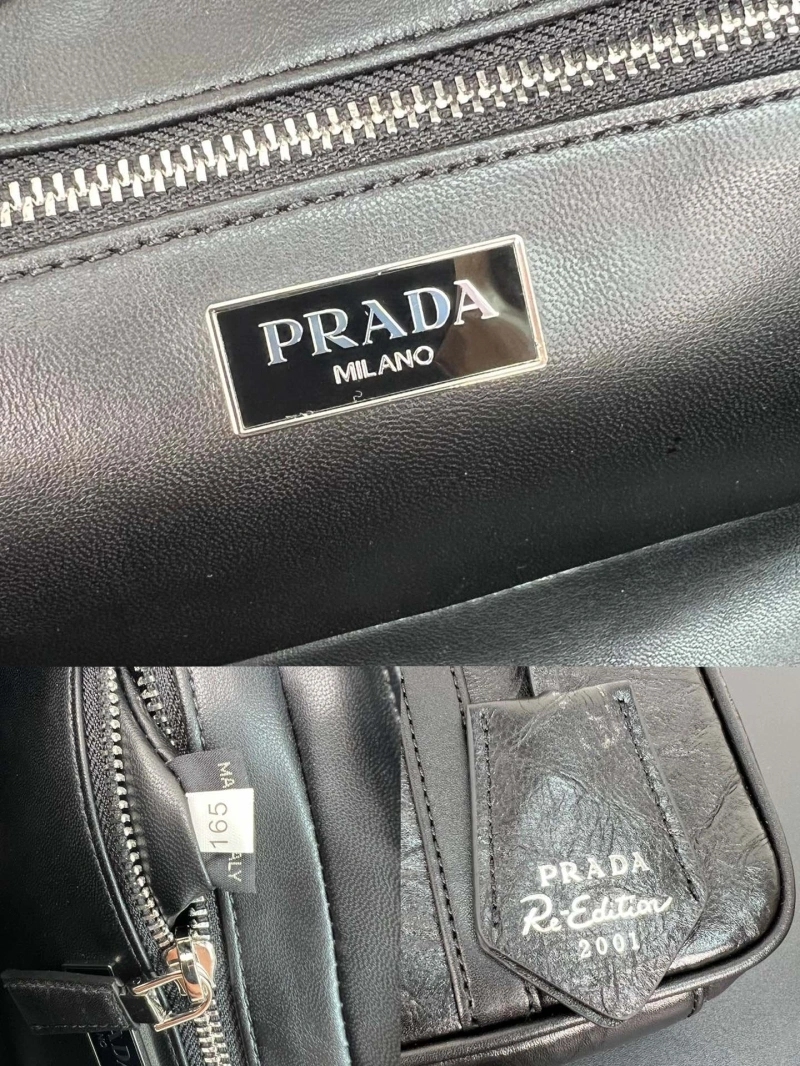 PRADA
MILANO
165
PRADA
Re-Edition
2001